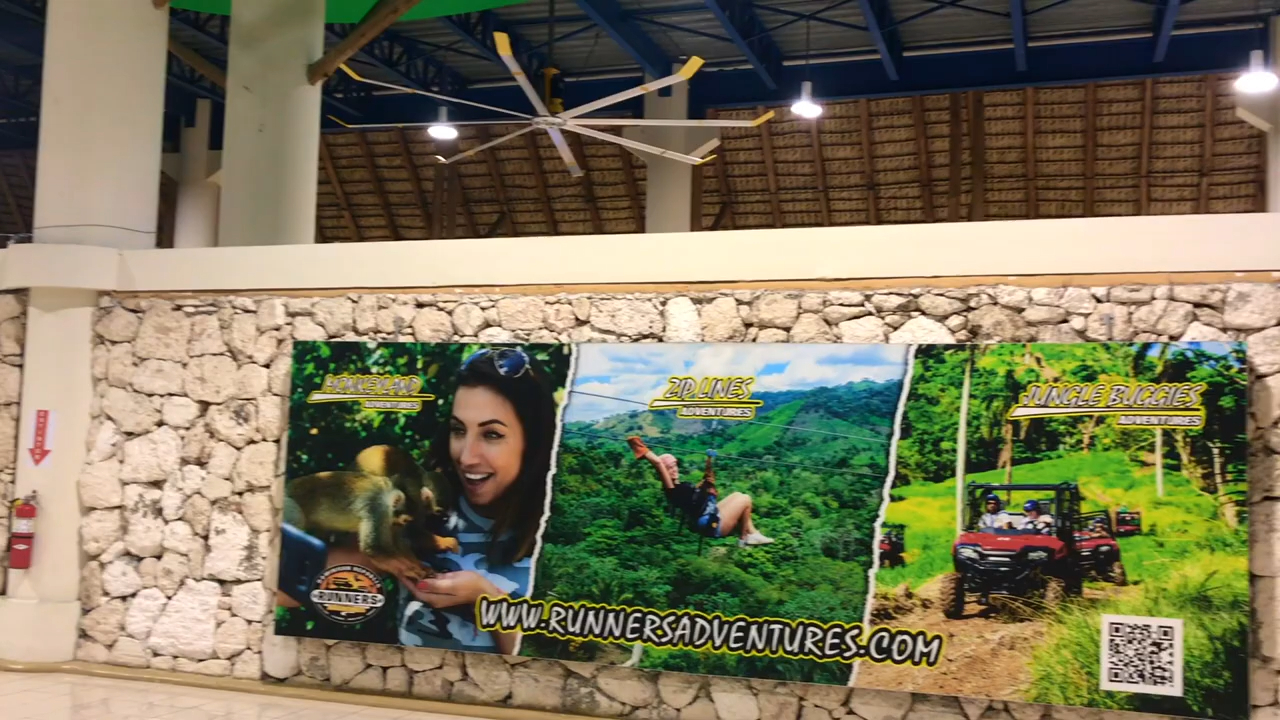 MONKEYLAND
ADVENTURES
ZIP LINES
ADVENTURES
JUNGLE BUGGIES
ADVENTURES
RUNNERS
WWW.RUNNERSADVENTURES.COM